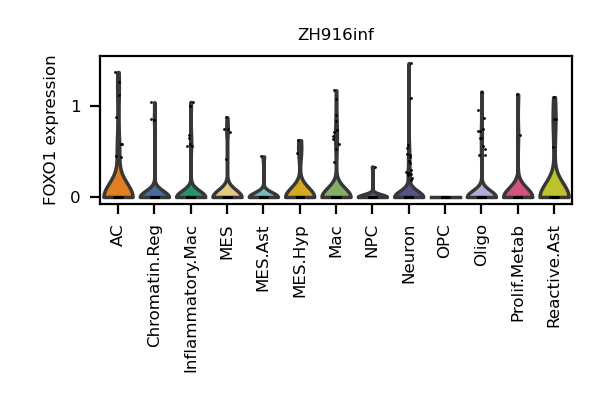 ZH916inf
FOXO1 expression
1
0
AC
Chromatin.Reg
Inflammatory.Mac
MES
MES.Ast
MES.Hyp
Mac
NPC
Neuron
OPC
Oligo
Prolif.Metab
Reactive.Ast